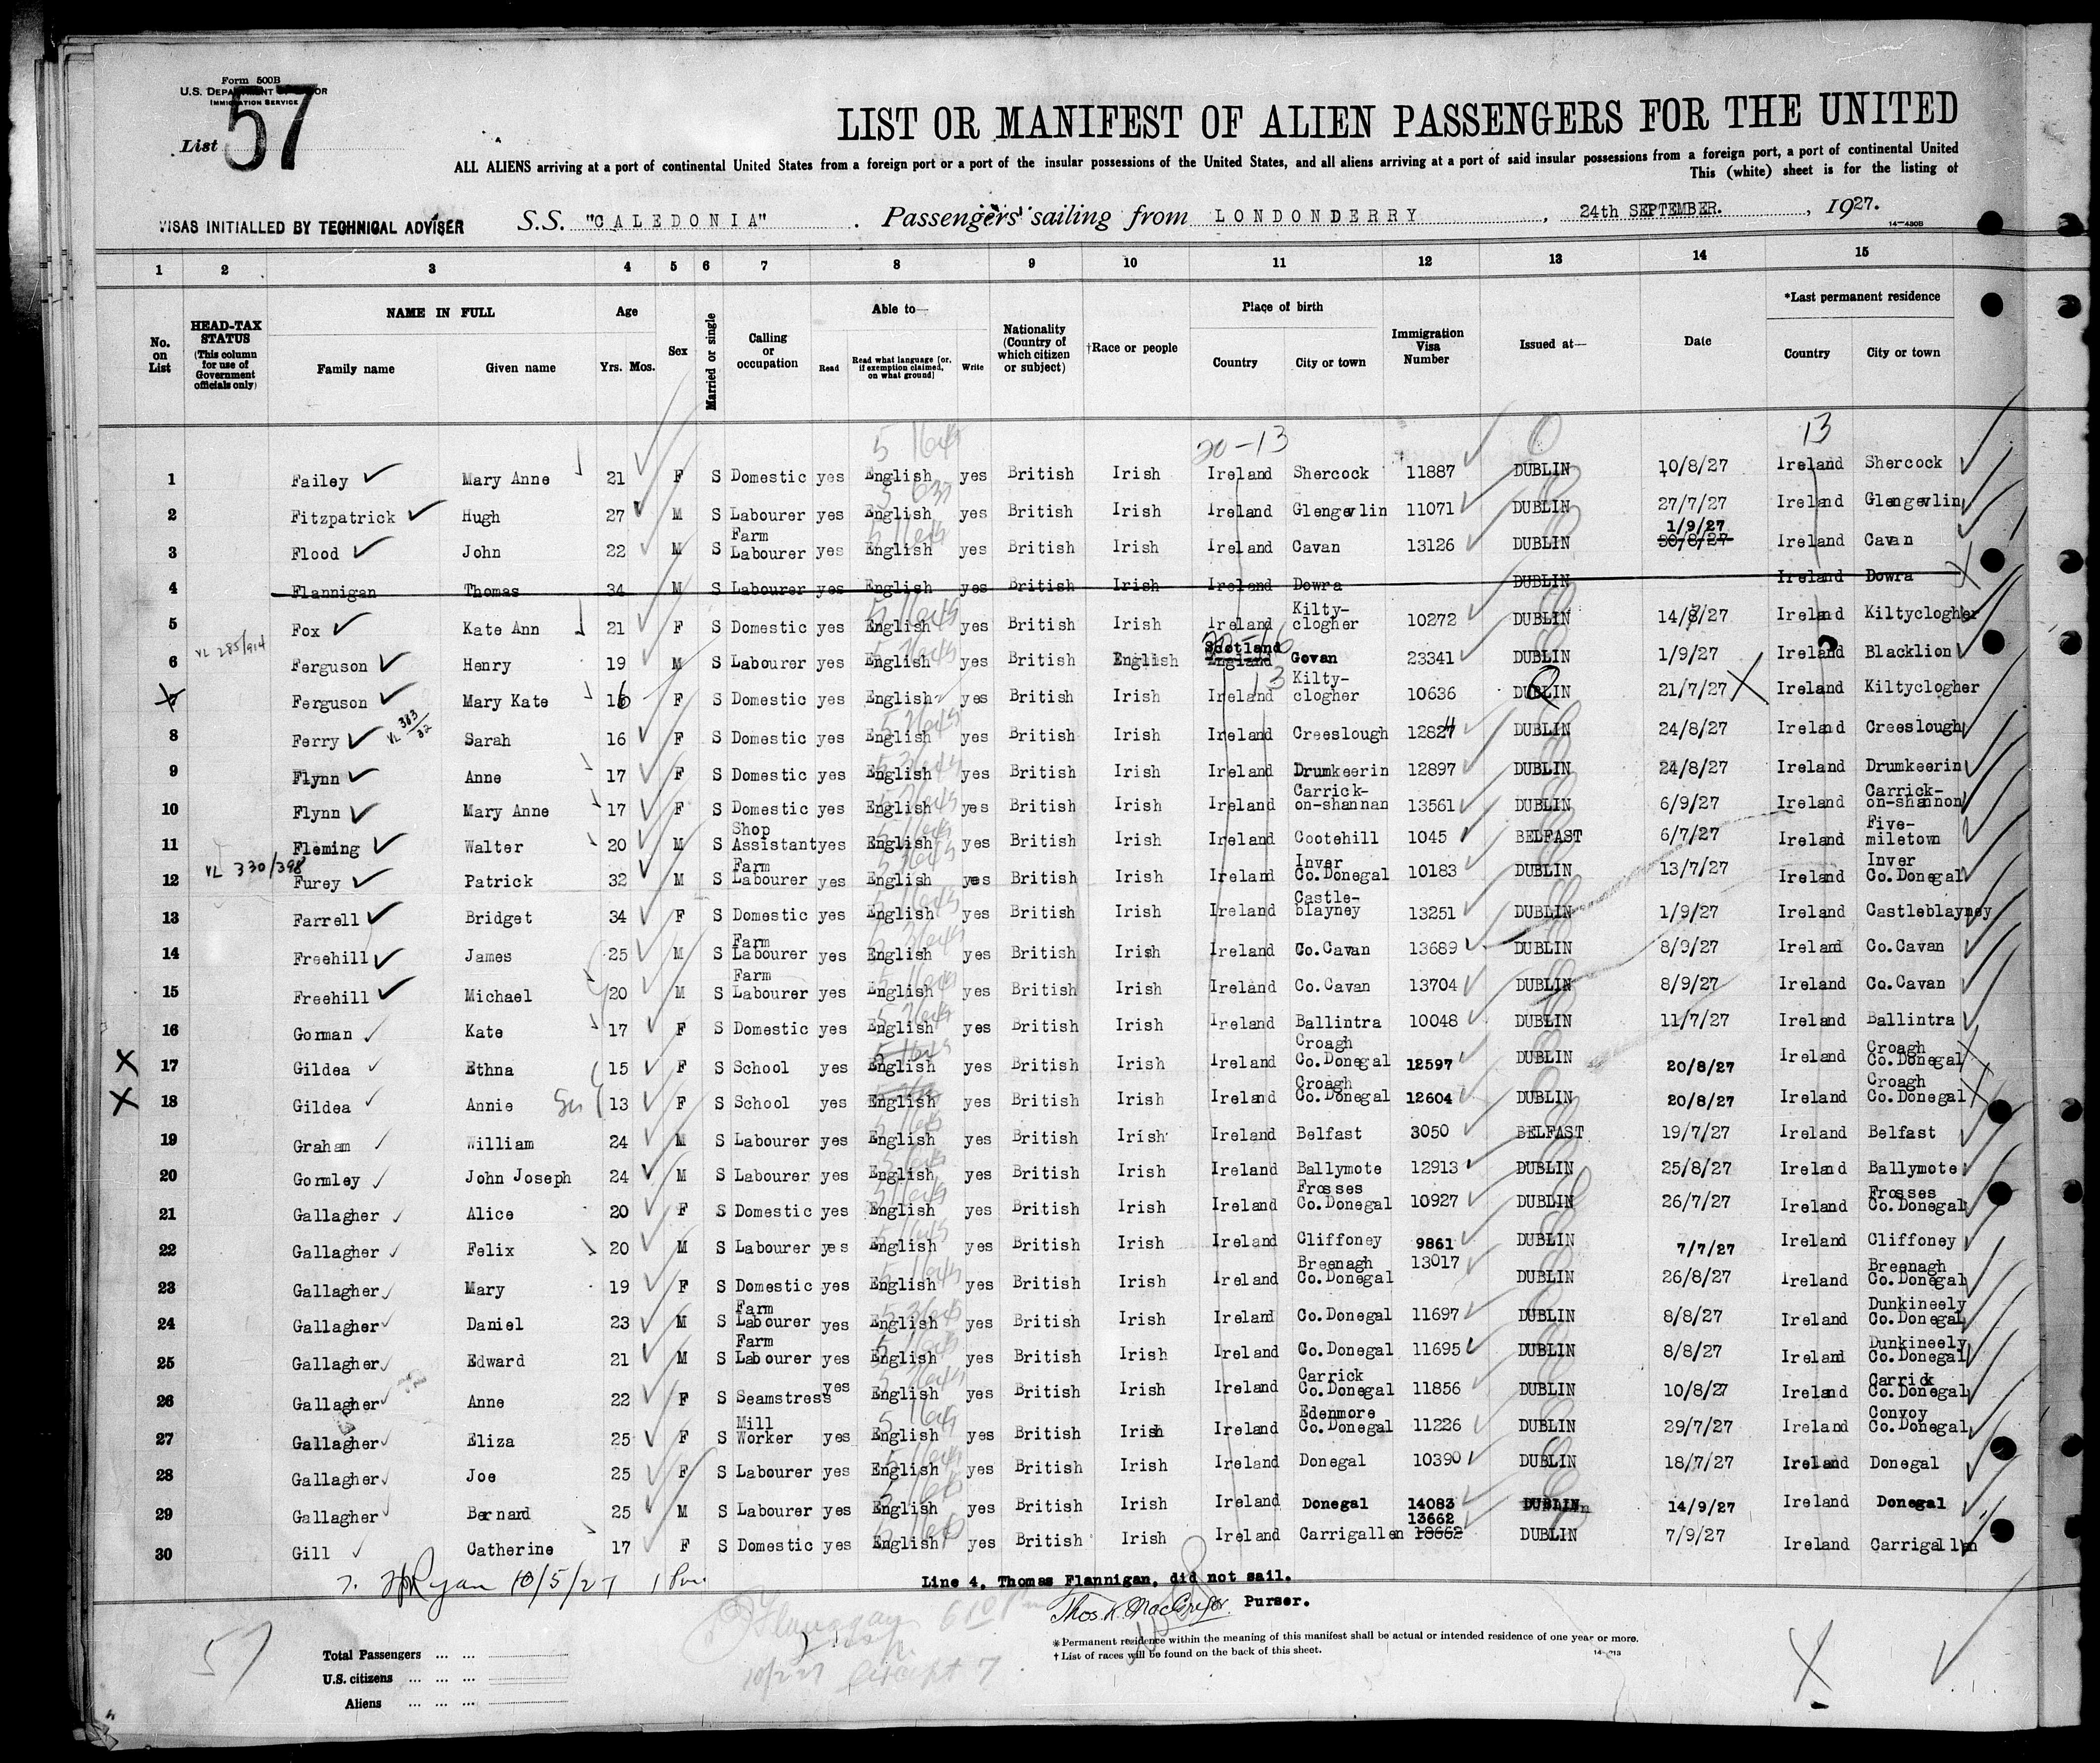 Form 500B
U.S. DEPARTMENT OF LABOR
IMMIGRATION SERVICE
List 57
LIST OR MANIFEST OF ALIEN PASSENGERS FOR THE UNITED
ALL ALIENS arriving at a port of continental United States from a foreign port or a port of the insular possessions of the United States, and all aliens arriving at a port of said insular possessions from a foreign port, a port of continental United
This (white) sheet is for the listing of
VISAS INITIALLED BY TECHNICAL ADVISER S.S. "CALEDONIA" Passengers sailing from LONDONDERRY, 24th SEPTEMBER., 1927.
14-430B
1 2 3 4 5 6 7 8 9 10 11 12 13 14 15
No. on List HEAD-TAX STATUS (This column for use of Government officials only) NAME IN FULL Family name Given name Age Yrs. Mos. Sex Married or single Calling or occupation Able to— Read Read what language [or, if exemption claimed, on what ground] Write Nationality (Country of which citizen or subject) †Race or people Place of birth Country City or town Immigration Visa Number Issued at— Date *Last permanent residence Country City or town
20-13 13
1 Failey Mary Anne 21 F S Domestic yes English yes British Irish Ireland Shercock 11887 DUBLIN 10/8/27 Ireland Shercock
2 Fitzpatrick Hugh 27 M S Labourer yes English yes British Irish Ireland Glengevlin 11071 DUBLIN 27/7/27 Ireland Glengevlin
3 Flood John 22 M S Farm Labourer yes English yes British Irish Ireland Cavan 13126 DUBLIN 1/9/27 30/8/27 Ireland Cavan
4 Flannigan Thomas 34 M S Labourer yes English yes British Irish Ireland Dowra DUBLIN Ireland Dowra
5 Fox Kate Ann 21 F S Domestic yes English yes British Irish Ireland Kilty-clogher 10272 DUBLIN 14/8/27 Ireland Kiltyclogher
VL 285/914
6 Ferguson Henry 19 M S Labourer yes English yes British English Scotland England Govan 23341 DUBLIN 1/9/27 Ireland Blacklion
7 Ferguson Mary Kate 16 F S Domestic yes English yes British Irish Ireland Kilty-clogher 10636 DUBLIN 21/7/27 Ireland Kiltyclogher
8 Ferry VL 383/32 Sarah 16 F S Domestic yes English yes British Irish Ireland Creeslough 12824 DUBLIN 24/8/27 Ireland Creeslough
9 Flynn Anne 17 F S Domestic yes English yes British Irish Ireland Drumkeerin 12897 DUBLIN 24/8/27 Ireland Drumkeerin
10 Flynn Mary Anne 17 F S Domestic yes English yes British Irish Ireland Carrick-on-shannan 13561 DUBLIN 6/9/27 Ireland Carrick-on-shannon
11 Fleming Walter 20 M S Shop Assistant yes English yes British Irish Ireland Cootehill 1045 BELFAST 6/7/27 Ireland Five-miletown
VL 330/398
12 Furey Patrick 32 M S Farm Labourer yes English yes British Irish Ireland Inver Co.Donegal 10183 DUBLIN 13/7/27 Ireland Inver Co.Donegal
13 Farrell Bridget 34 F S Domestic yes English yes British Irish Ireland Castle-blayney 13251 DUBLIN 1/9/27 Ireland Castleblayney
14 Freehill James 25 M S Farm Labourer yes English yes British Irish Ireland Co.Cavan 13689 DUBLIN 8/9/27 Ireland Co.Cavan
15 Freehill Michael 20 M S Farm Labourer yes English yes British Irish Ireland Co.Cavan 13704 DUBLIN 8/9/27 Ireland Co.Cavan
16 Gorman Kate 17 F S Domestic yes English yes British Irish Ireland Ballintra 10048 DUBLIN 11/7/27 Ireland Ballintra
17 Gildea Ethna 15 F S School yes English yes British Irish Ireland Croagh Co.Donegal 12597 DUBLIN 20/8/27 Ireland Croagh Co.Donegal
18 Gildea Annie 13 F S School yes English yes British Irish Ireland Croagh Co.Donegal 12604 DUBLIN 20/8/27 Ireland Croagh Co.Donegal
19 Graham William 24 M S Labourer yes English yes British Irish Ireland Belfast 3050 BELFAST 19/7/27 Ireland Belfast
20 Gormley John Joseph 24 M S Labourer yes English yes British Irish Ireland Ballymote 12913 DUBLIN 25/8/27 Ireland Ballymote
21 Gallagher Alice 20 F S Domestic yes English yes British Irish Ireland Frosses Co.Donegal 10927 DUBLIN 26/7/27 Ireland Frosses Co.Donegal
22 Gallagher Felix 20 M S Labourer yes English yes British Irish Ireland Cliffoney 9861 DUBLIN 7/7/27 Ireland Cliffoney
23 Gallagher Mary 19 F S Domestic yes English yes British Irish Ireland Breenagh Co.Donegal 13017 DUBLIN 26/8/27 Ireland Breenagh Co.Donegal
24 Gallagher Daniel 23 M S Farm Labourer yes English yes British Irish Ireland Co.Donegal 11697 DUBLIN 8/8/27 Ireland Dunkineely Co.Donegal
25 Gallagher Edward 21 M S Farm Labourer yes English yes British Irish Ireland Co.Donegal 11695 DUBLIN 8/8/27 Ireland Dunkineely Co.Donegal
26 Gallagher Anne 22 F S Seamstress yes English yes British Irish Ireland Carrick Co.Donegal 11856 DUBLIN 10/8/27 Ireland Carrick Co.Donegal
27 Gallagher Eliza 25 F S Mill Worker yes English yes British Irish Ireland Edenmore Co.Donegal 11226 DUBLIN 29/7/27 Ireland Convoy Co.Donegal
28 Gallagher Joe 25 F S Labourer yes English yes British Irish Ireland Donegal 10390 DUBLIN 18/7/27 Ireland Donegal
29 Gallagher Bernard 25 M S Labourer yes English yes British Irish Ireland Donegal 14083 DUBLIN 14/9/27 Ireland Donegal
30 Gill Catherine 17 F S Domestic yes English yes British Irish Ireland Carrigallen 13662 18662 DUBLIN 7/9/27 Ireland Carrigallen
Ryan 10/5/27
Line 4. Thomas Flannigan, did not sail.
Thos. K. MacGregor. Purser.
57
Total Passengers
U.S. citizens
Aliens
* Permanent residence within the meaning of this manifest shall be actual or intended residence of one year or more.
† List of races will be found on the back of this sheet.